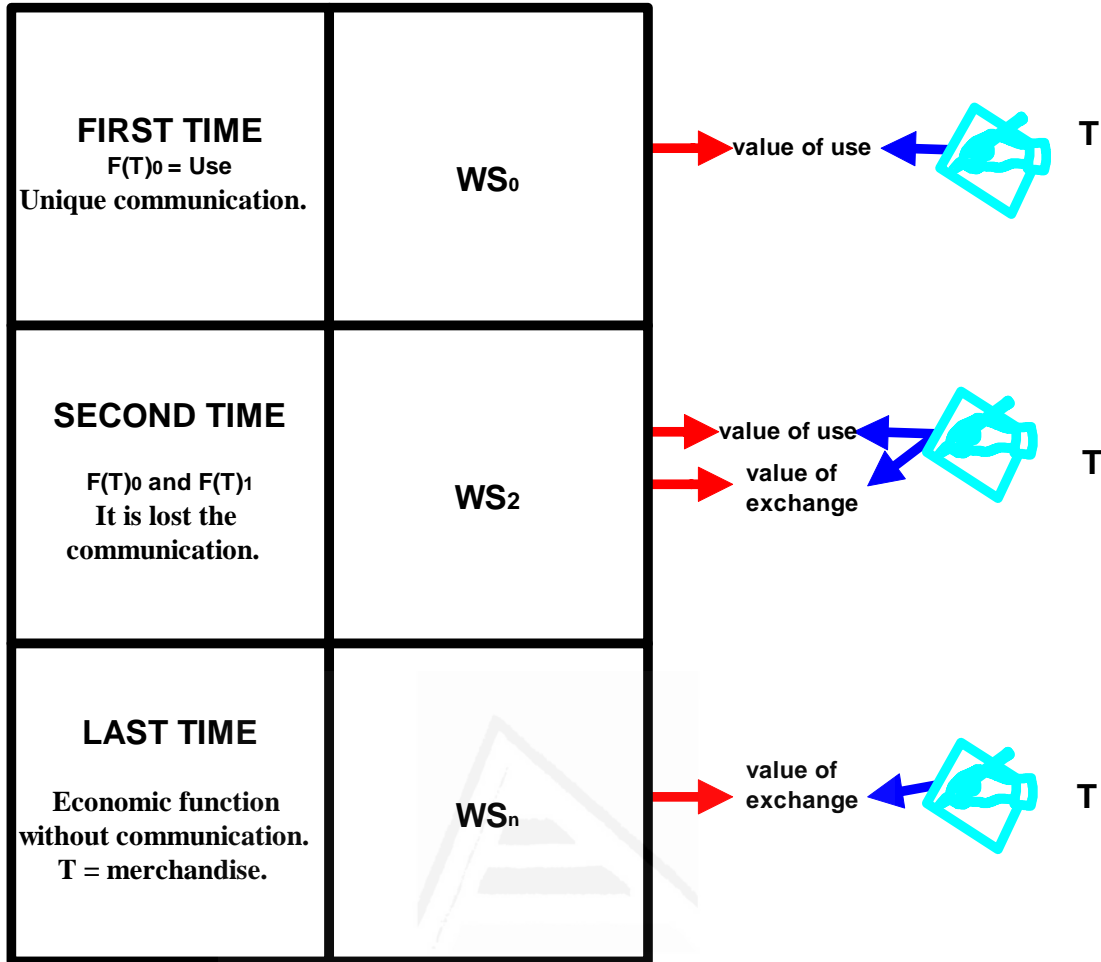 FIRST TIME
F(T)0 = Use
Unique communication.
WS0
value of use
T
SECOND TIME
F(T)0 and F(T)1
It is lost the
communication.
WS2
value of use
value of
exchange
T
LAST TIME
Economic function
without communication.
T = merchandise.
WSn
value of
exchange
T